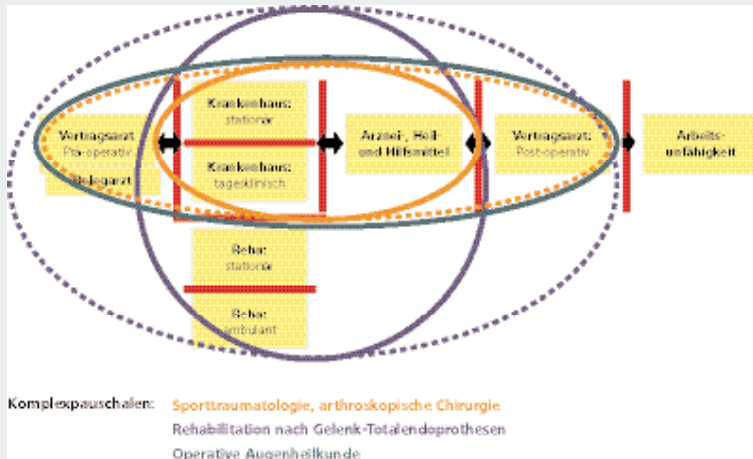 Krankenhaus:
stationär
Vertragsarzt
Prä-operativ
Belegarzt
Krankenhaus:
tagesklinisch
Arznei-, Heil-
und Hilfsmittel
Vertragsarzt:
Post-operativ
Arbeits-
unfähigkeit
Reha:
stationär
Reha:
ambulant
Komplexpauschalen: Sporttraumatologie, arthroskopische Chirurgie
Rehabilitation nach Gelenk-Totalendoprothesen
Operative Augenheilkunde